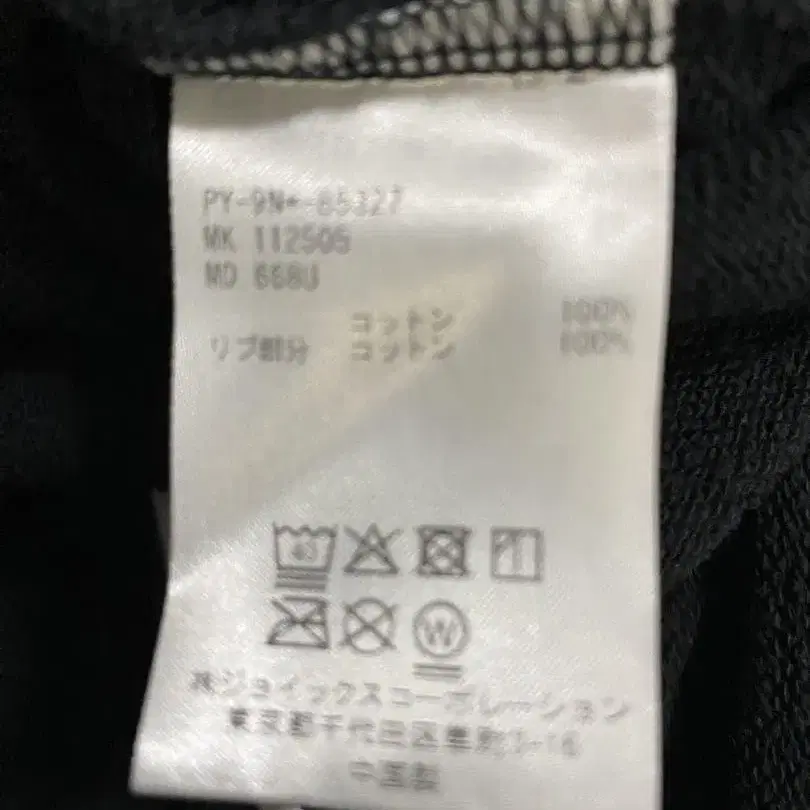 PY-9N*-65327
MK 112505
MD 668U
コットン 100%
リブ部分 コットン 100%
40
W
㈱ジョイックスコーポレーション
東京都千代田区
中国製